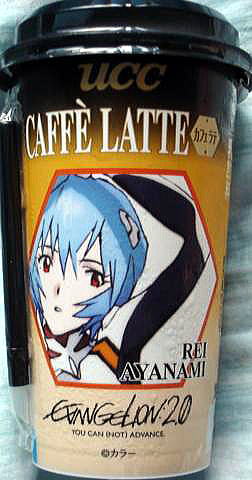 UCC
CAFFÈ LATTE
カフェラテ
REI
AYANAMI
EVANGELION:2.0
YOU CAN (NOT) ADVANCE.
©カラー